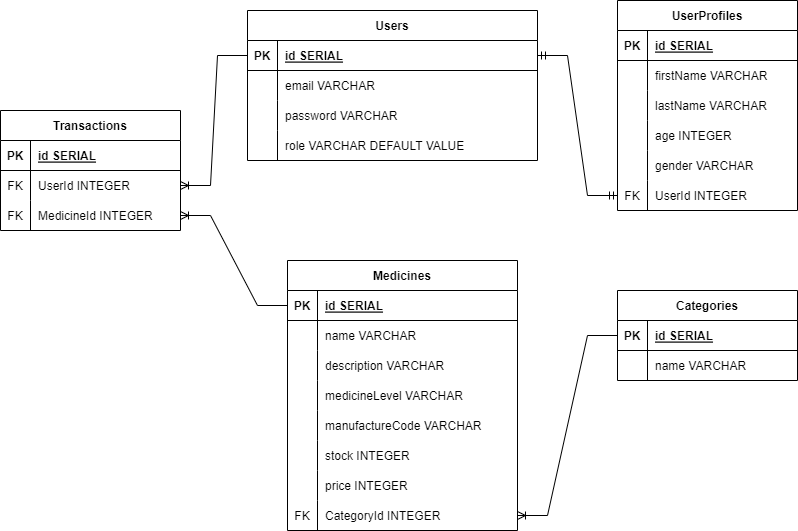 Users
PK id SERIAL
email VARCHAR
password VARCHAR
role VARCHAR DEFAULT VALUE
UserProfiles
PK id SERIAL
firstName VARCHAR
lastName VARCHAR
age INTEGER
gender VARCHAR
FK UserId INTEGER
Transactions
PK id SERIAL
FK UserId INTEGER
FK MedicineId INTEGER
Medicines
PK id SERIAL
name VARCHAR
description VARCHAR
medicineLevel VARCHAR
manufactureCode VARCHAR
stock INTEGER
price INTEGER
FK CategoryId INTEGER
Categories
PK id SERIAL
name VARCHAR